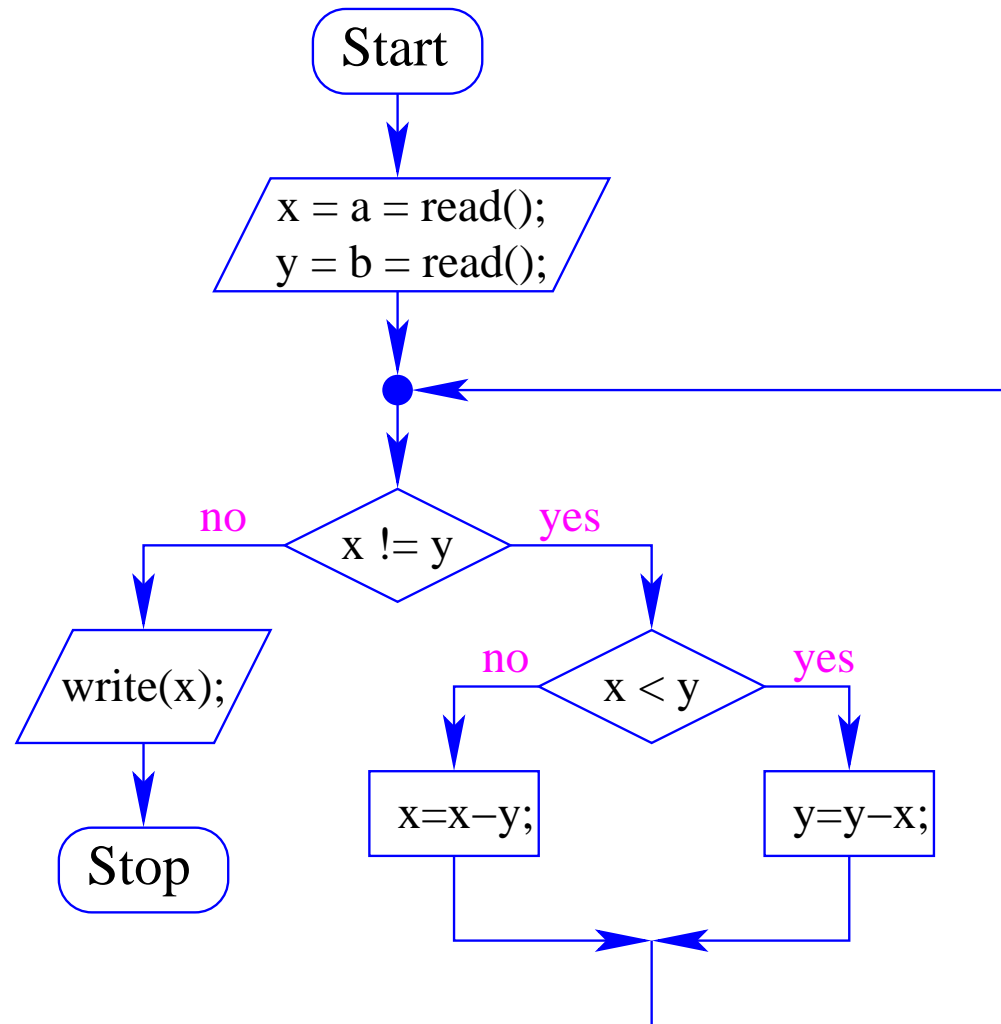 Start
x = a = read();
y = b = read();
no
yes
x != y
no
yes
write(x);
x < y
x=x−y;
y=y−x;
Stop